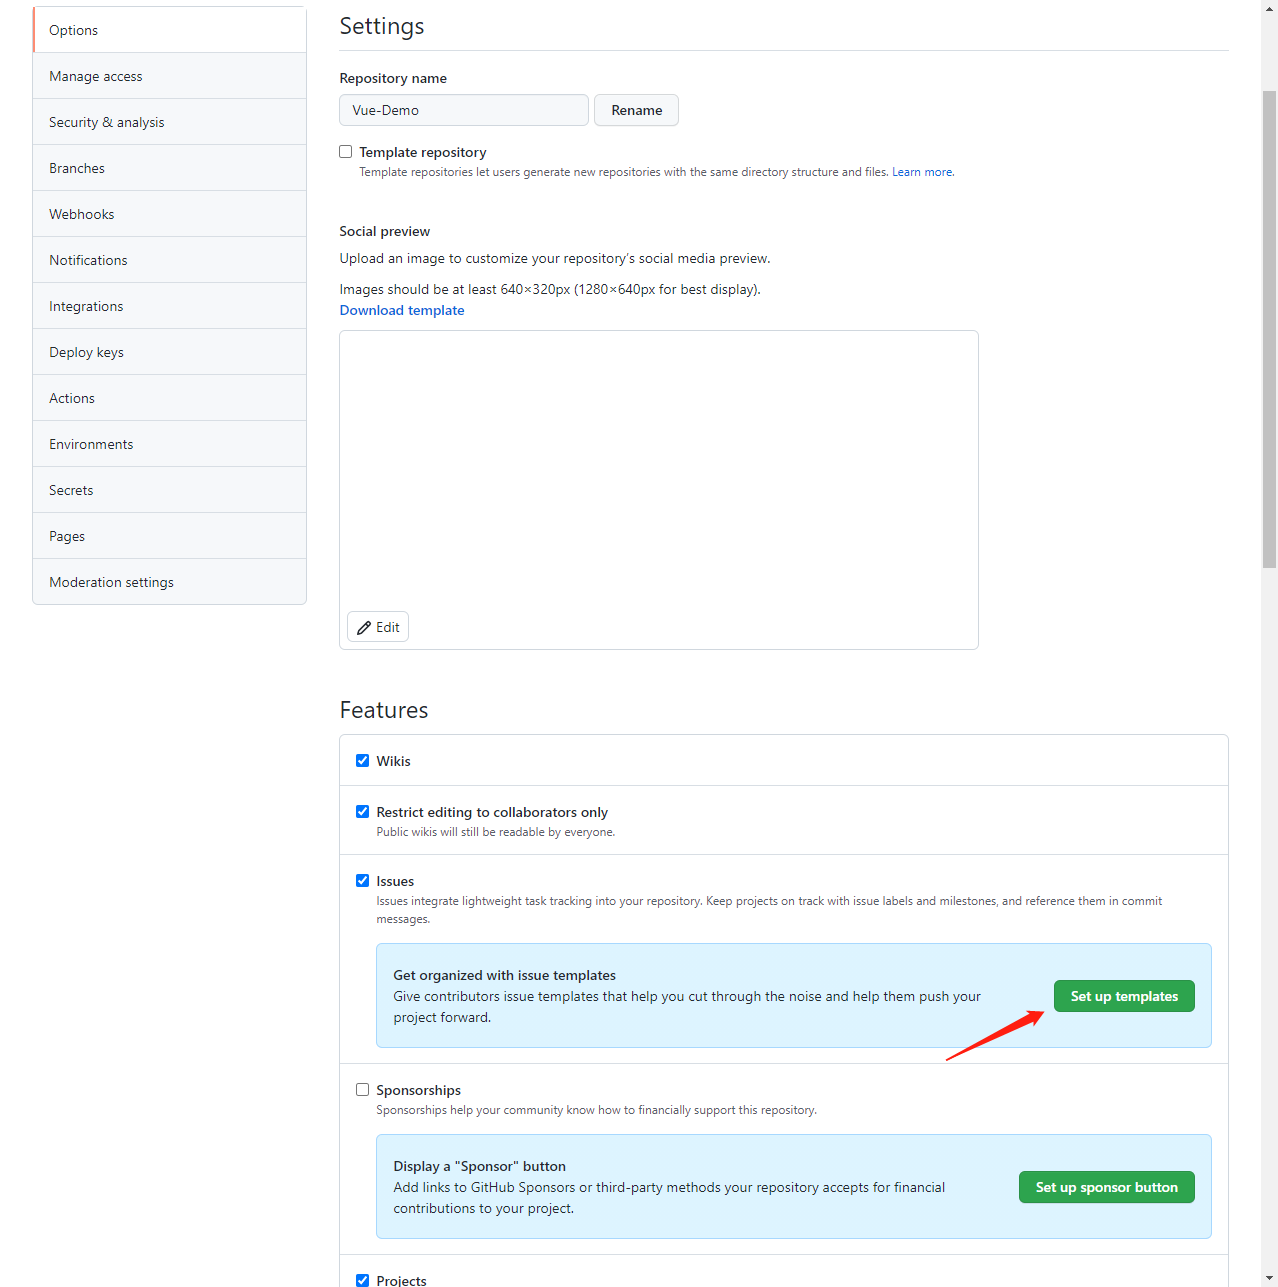 Options
Manage access
Security & analysis
Branches
Webhooks
Notifications
Integrations
Deploy keys
Actions
Environments
Secrets
Pages
Moderation settings
Settings
Repository name
Vue-Demo
Rename
Template repository
Template repositories let users generate new repositories with the same directory structure and files. Learn more.
Social preview
Upload an image to customize your repository's social media preview.
Images should be at least 640×320px (1280×640px for best display).
Download template
Edit
Features
Wikis
Restrict editing to collaborators only
Public wikis will still be readable by everyone.
Issues
Issues integrate lightweight task tracking into your repository. Keep projects on track with issue labels and milestones, and reference them in commit
messages.
Get organized with issue templates
Give contributors issue templates that help you cut through the noise and help them push your
project forward.
Set up templates
Sponsorships
Sponsorships help your community know how to financially support this repository.
Display a "Sponsor" button
Add links to GitHub Sponsors or third-party methods your repository accepts for financial
contributions to your project.
Set up sponsor button
Projects